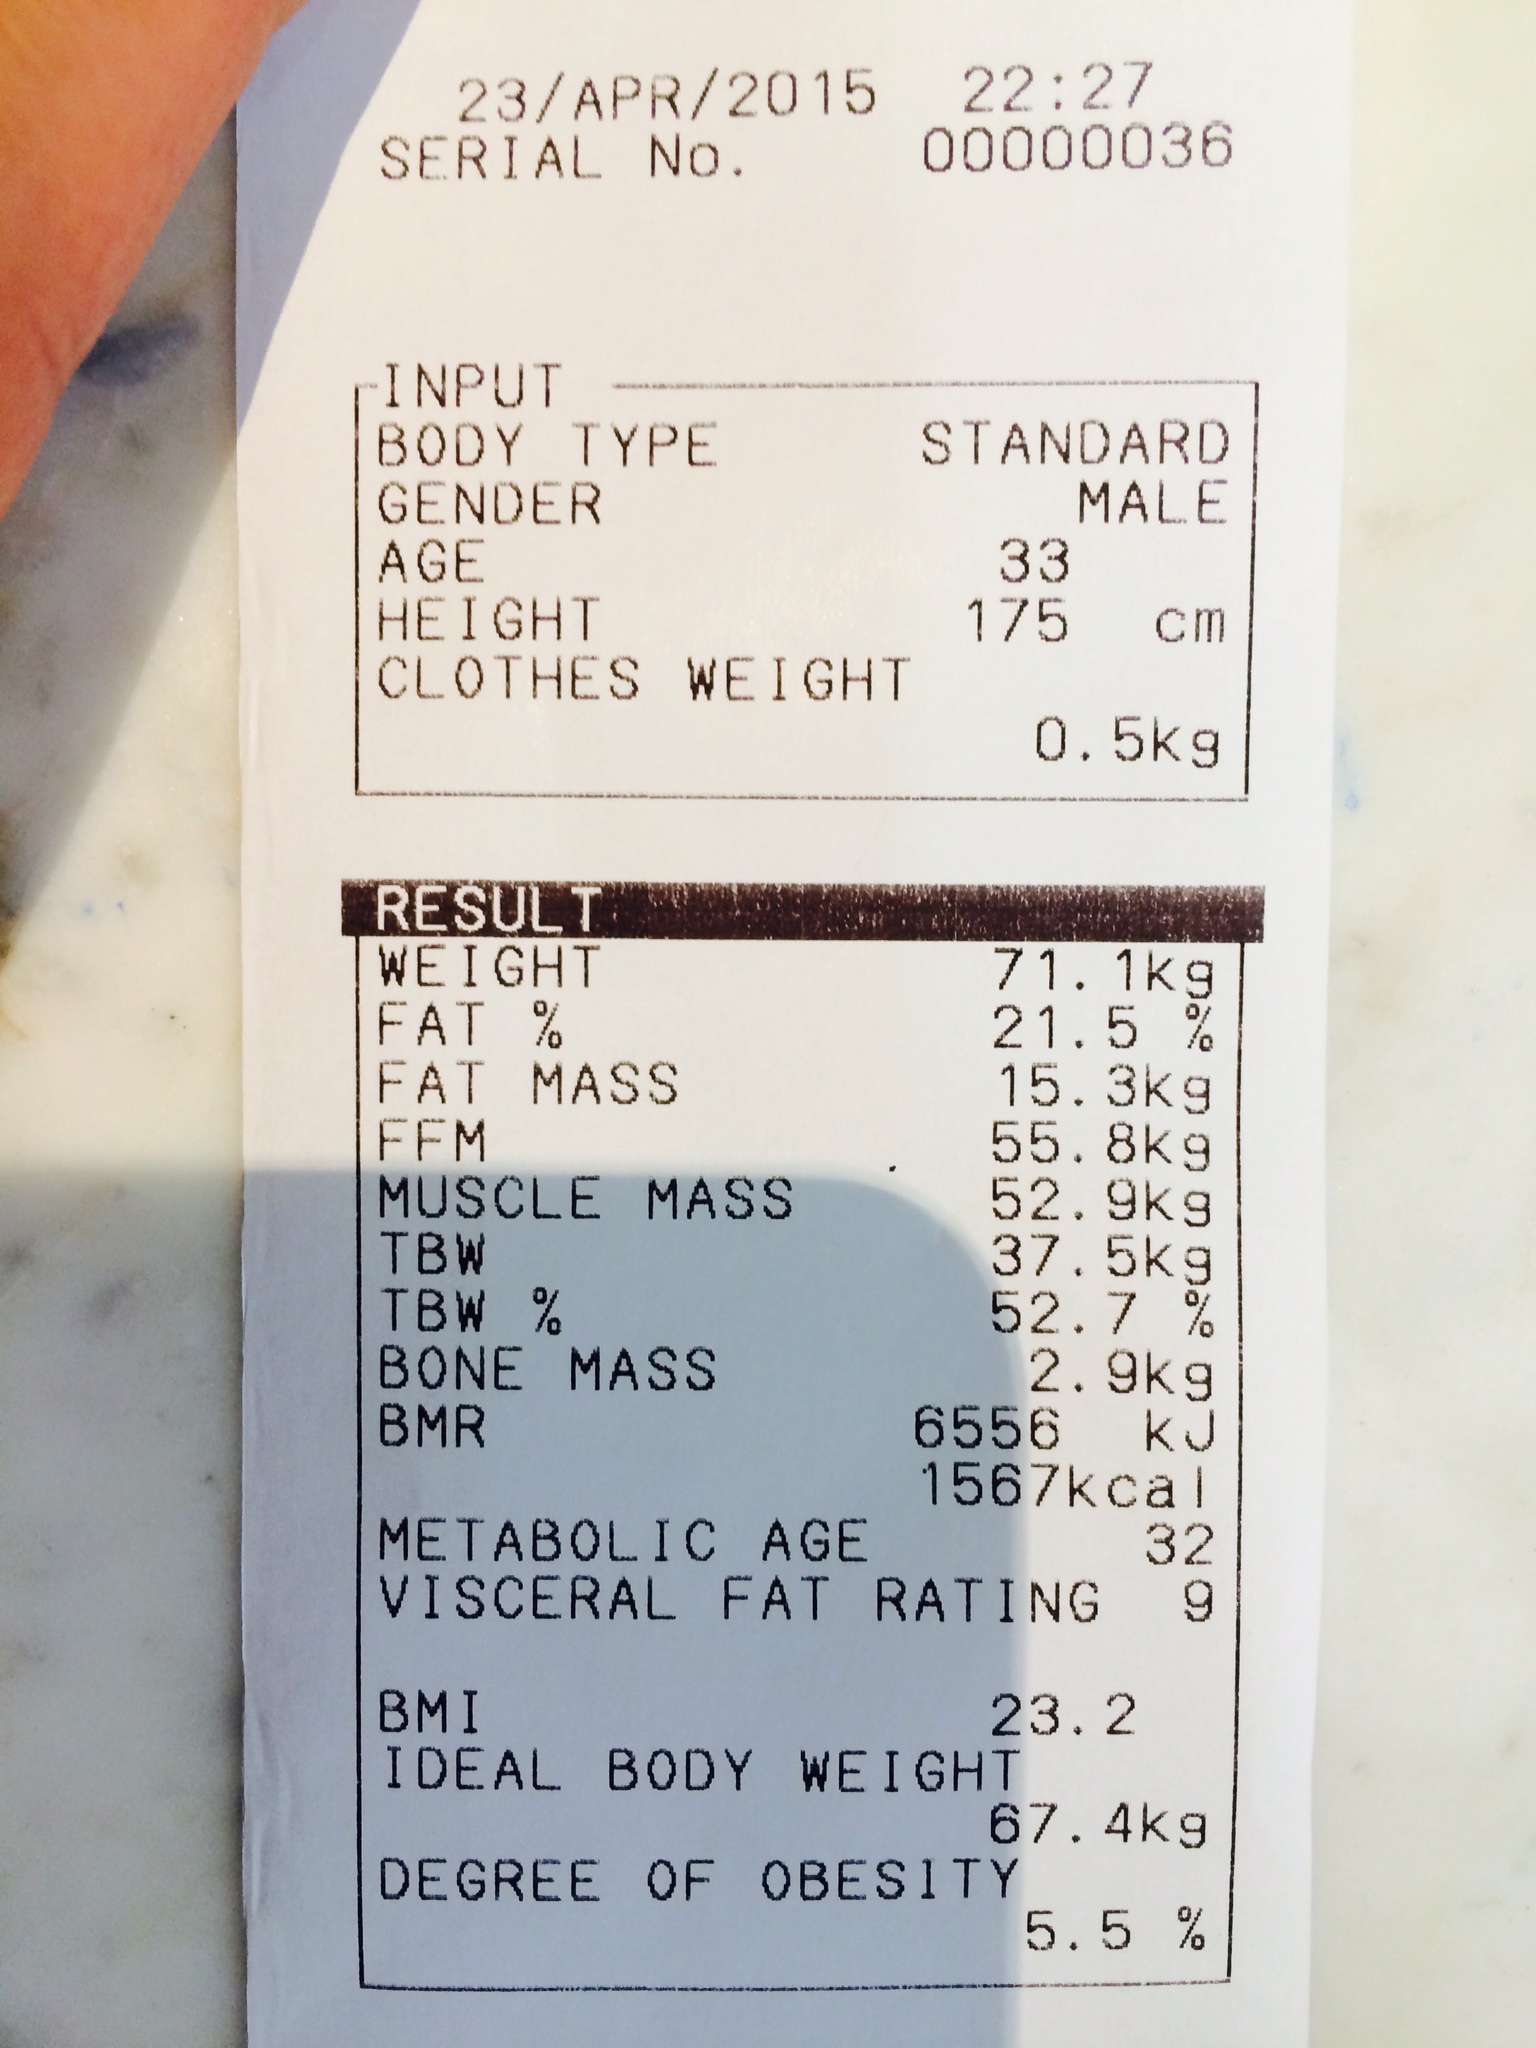 23/APR/2015 22:27
SERIAL No. 00000036
INPUT
BODY TYPE STANDARD
GENDER MALE
AGE 33
HEIGHT 175 cm
CLOTHES WEIGHT
0.5kg
RESULT
WEIGHT 71.1kg
FAT % 21.5 %
FAT MASS 15.3kg
FFM 55.8kg
MUSCLE MASS 52.9kg
TBW 37.5kg
TBW % 52.7 %
BONE MASS 2.9kg
BMR 6556 kJ
1567kcal
METABOLIC AGE 32
VISCERAL FAT RATING 9
BMI 23.2
IDEAL BODY WEIGHT
67.4kg
DEGREE OF OBESITY
5.5 %